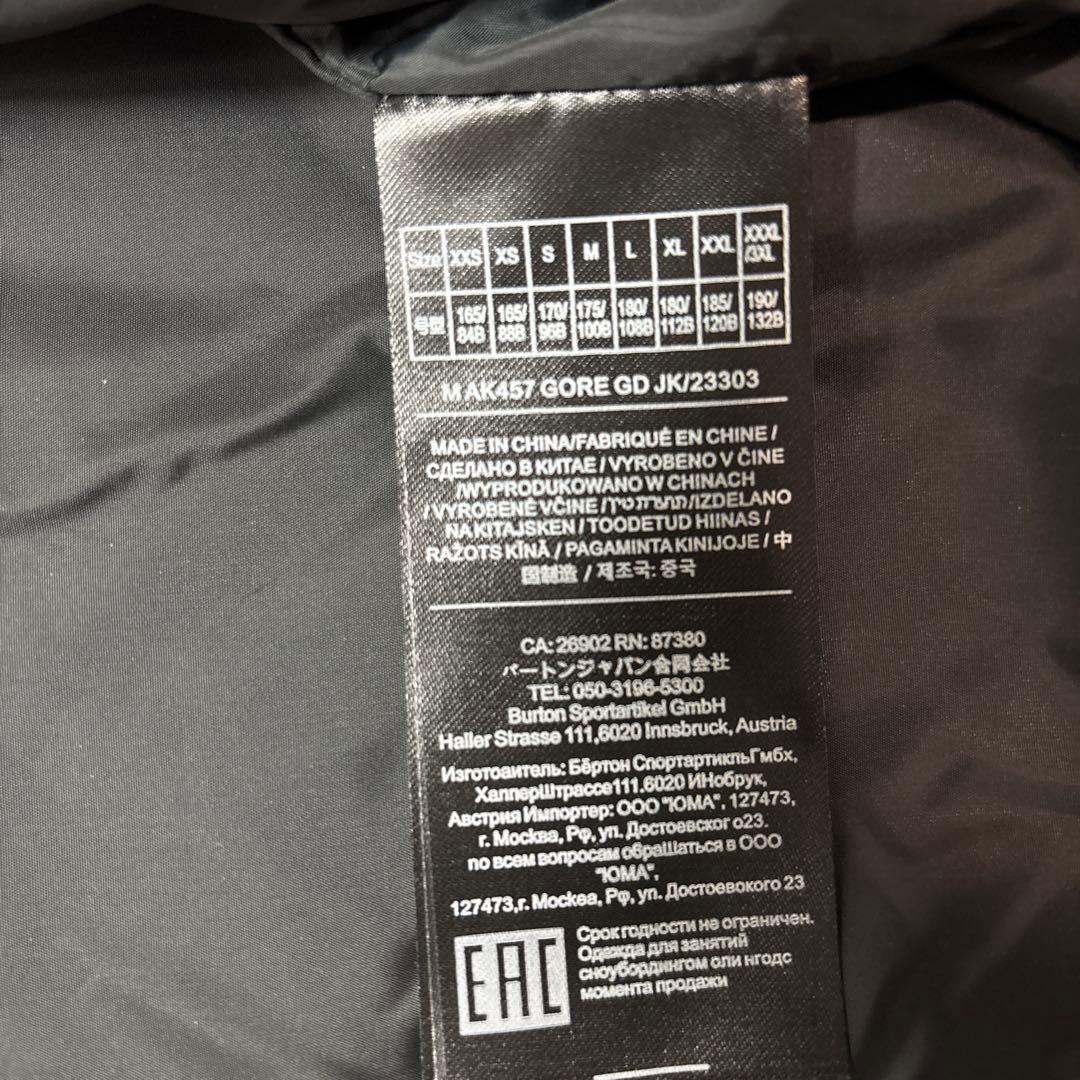 Size XXS XS S M L XL XXL XXXL/3XL
号型 165/84B 165/88B 170/96B 175/100B 180/108B 180/112B 185/120B 190/132B
M AK457 GORE GD JK/23303
MADE IN CHINA/FABRIQUÉ EN CHINE /
СДЕЛАНО В КИТАЕ / VYROBENO V ČINE
/WYPRODUKOWANO W CHINACH
/ VYROBENÉ VČINE / /IZDELANO
NA KITAJSKEN / TOODETUD HIINAS /
RAŽOTS KĪNĀ / PAGAMINTA KINIJOJE / 中
国制造 / 제조국: 중국
CA: 26902 RN: 87380
バートンジャパン合同会社
TEL: 050-3196-5300
Burton Sportartikel GmbH
Haller Strasse 111,6020 Innsbruck, Austria
Изготоаитель: Бёртон СпортартикльГмбх,
ХаллерШтрассе111.6020 ИНобрук,
Австрия Импортер: ООО "ЮМА". 127473,
г. Москва, Рф, ул. Достоевског о23.
по всем вопросам обраШаться в ООО
"ЮМА".
127473,г. Москва, Рф, ул. Достоевокого 23
EAC
Срок годности не ограничен.
Одежда для занятий
сноубордингом оли нгодс
момента продажи